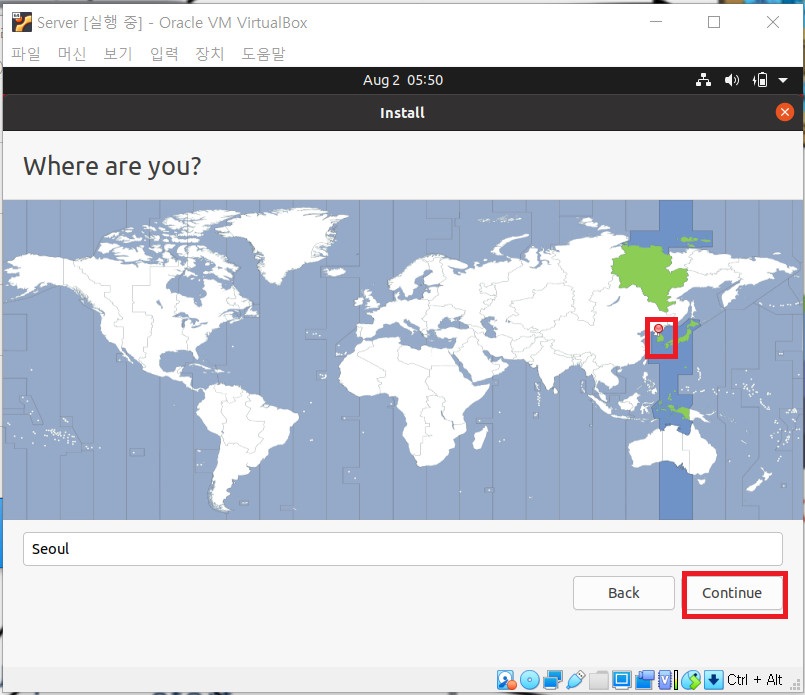 Server [실행 중] - Oracle VM VirtualBox
파일 머신 보기 입력 장치 도움말
Aug 2 05:50
Install
Where are you?
Seoul
Back Continue
Ctrl + Alt